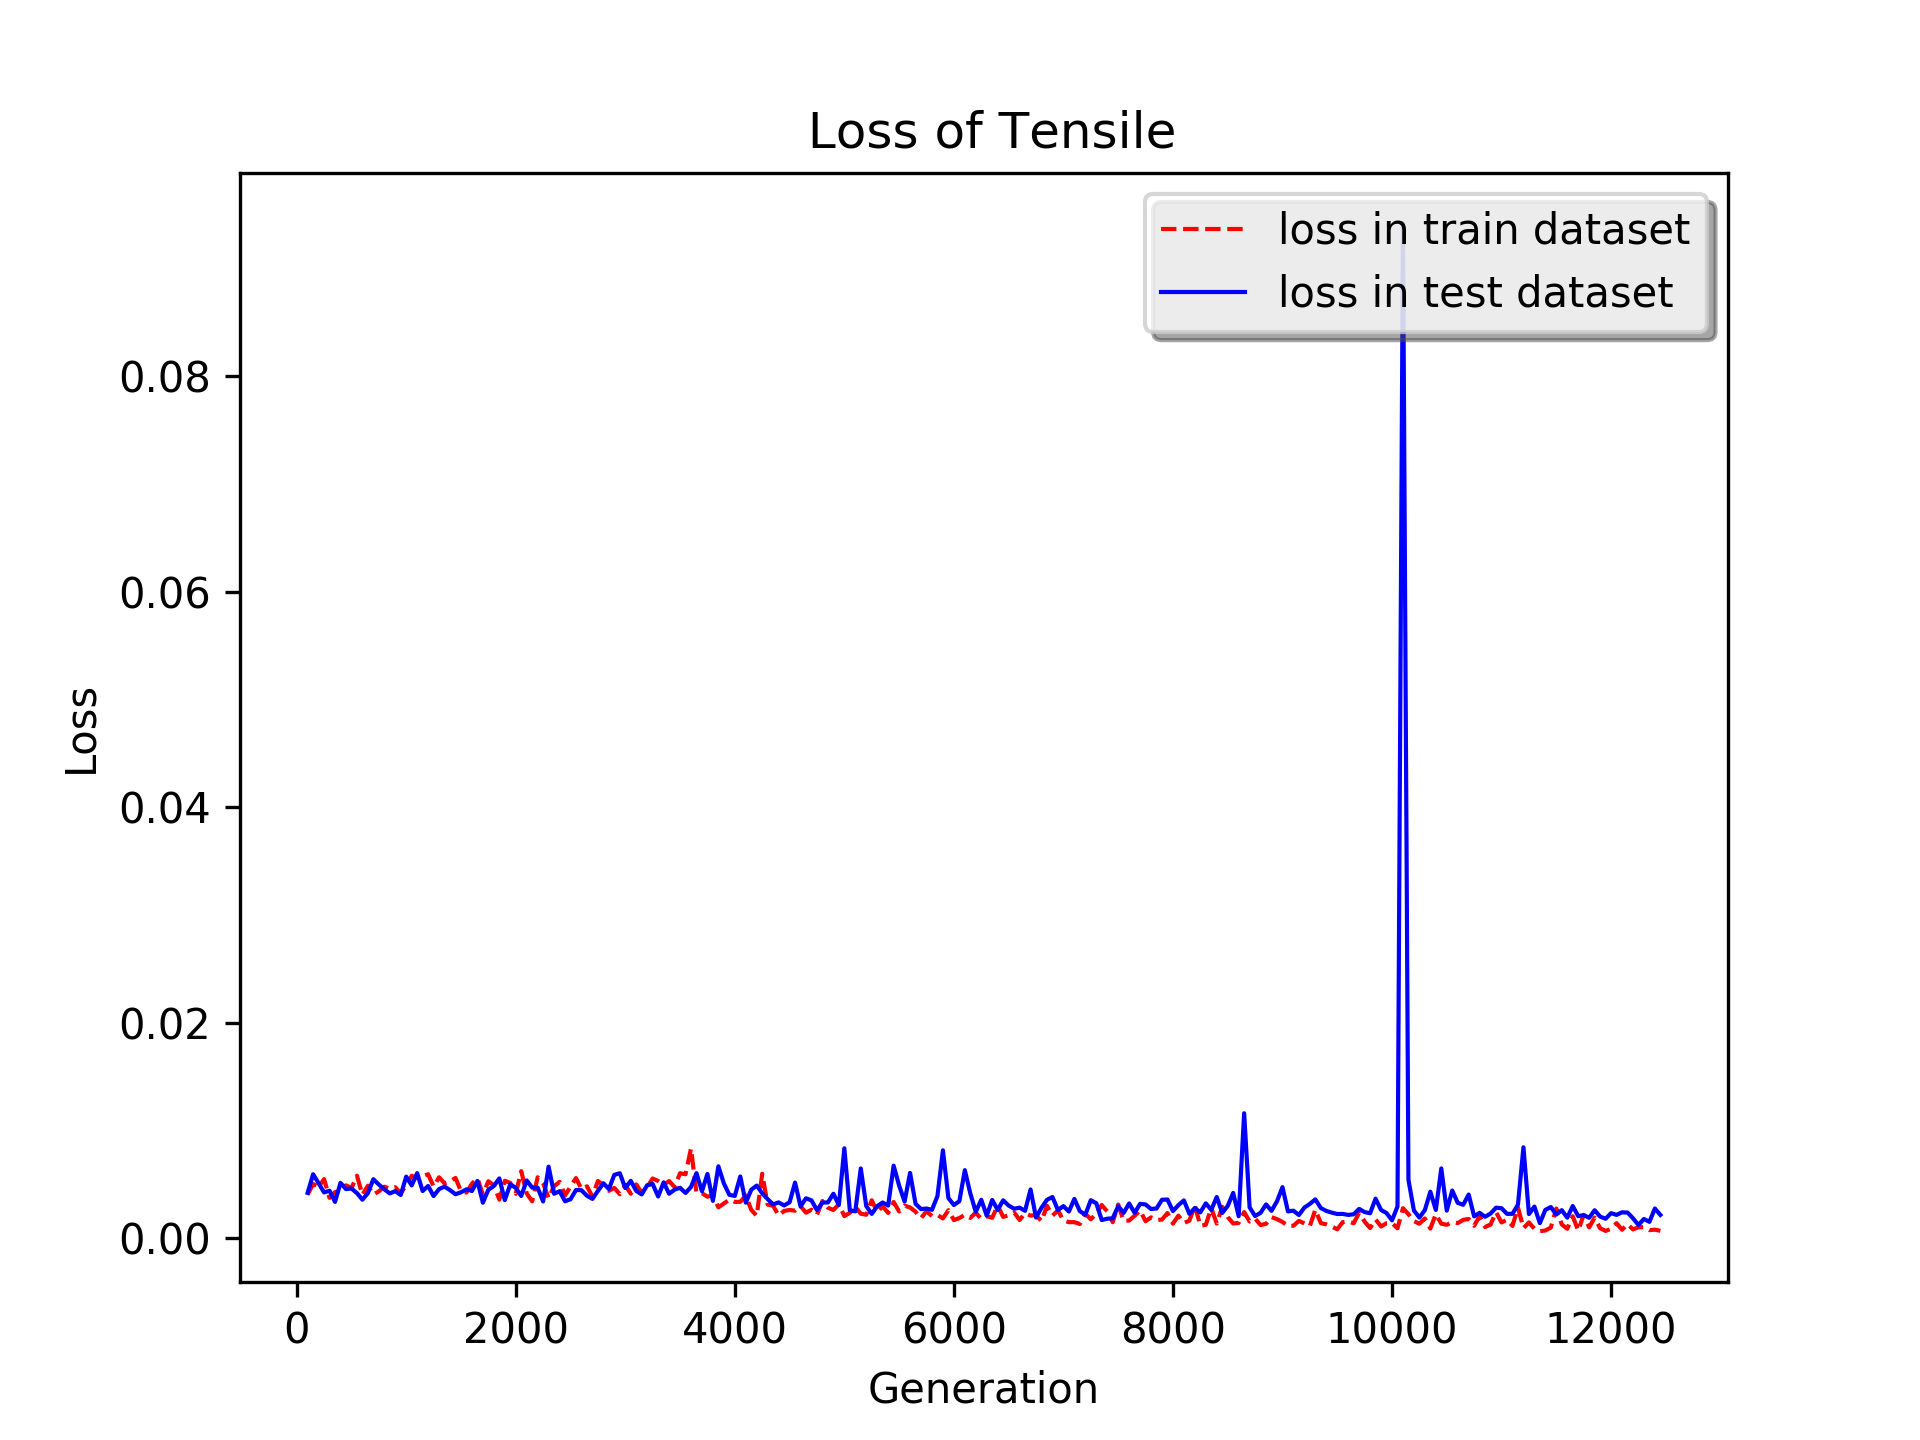 Loss of Tensile
loss in train dataset
loss in test dataset
0.08
0.06
0.04
0.02
0.00
Loss
0 2000 4000 6000 8000 10000 12000
Generation